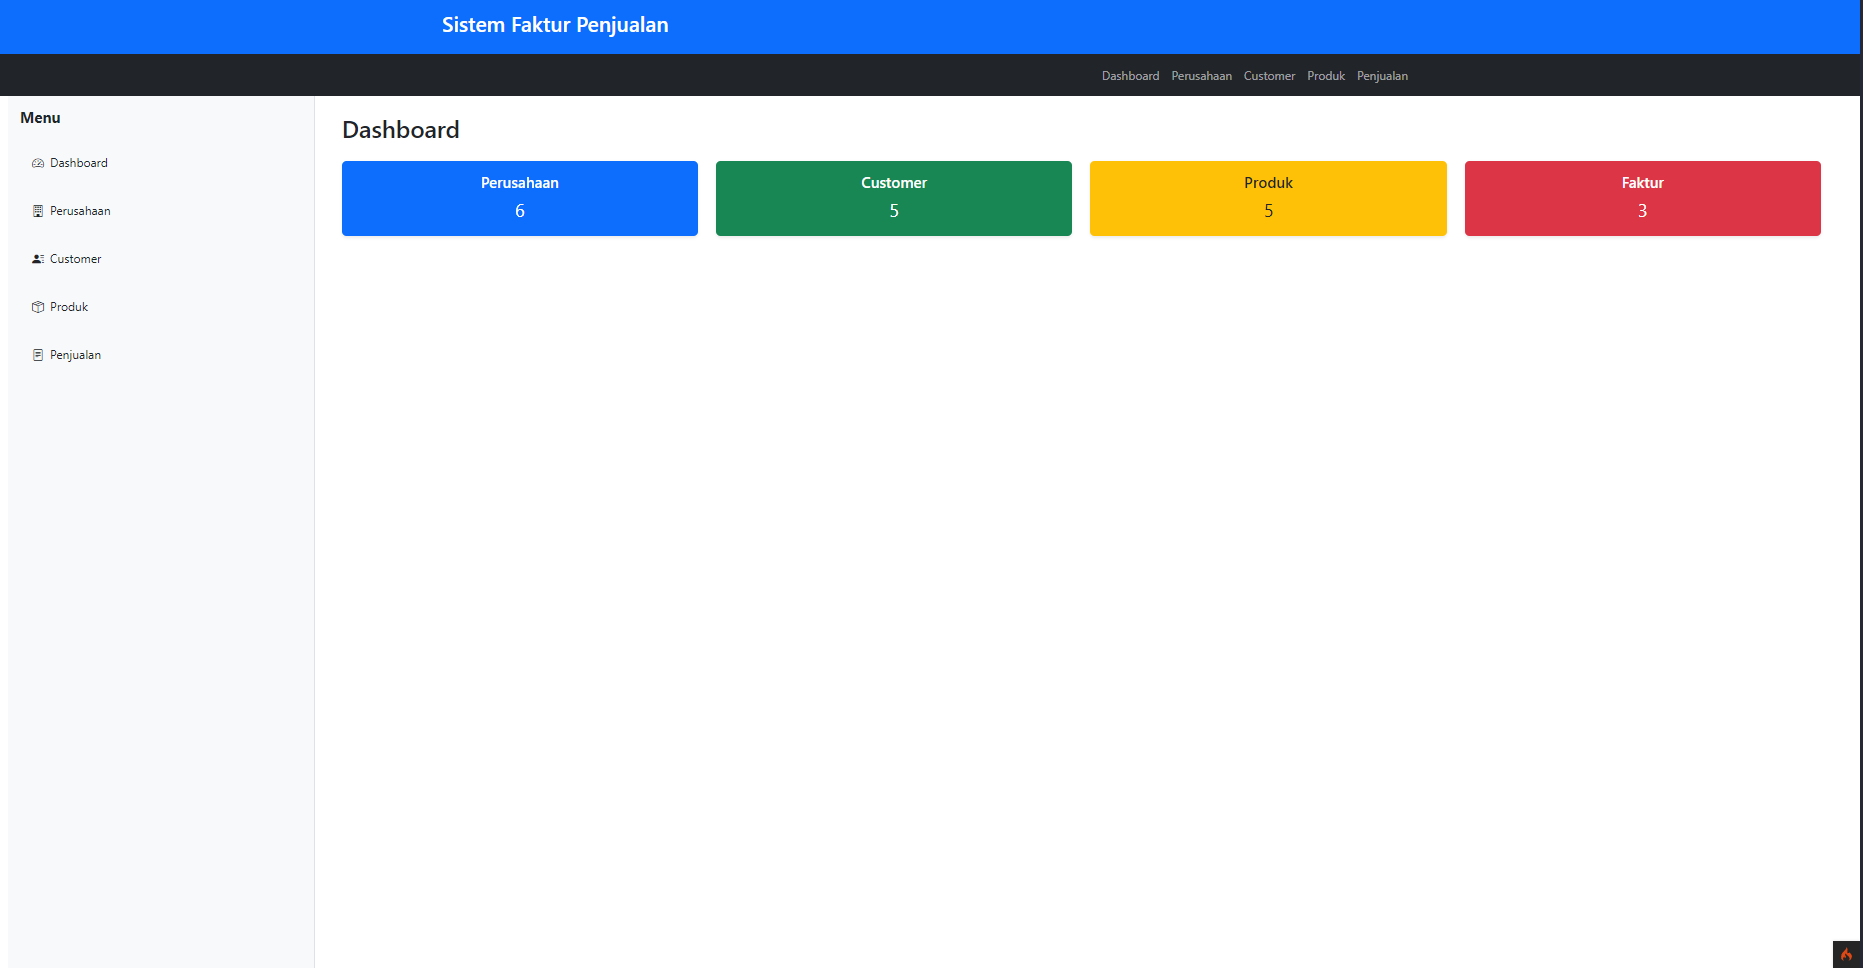 Sistem Faktur Penjualan
Dashboard Perusahaan Customer Produk Penjualan
Menu
Dashboard
Perusahaan
Customer
Produk
Penjualan
Dashboard
Perusahaan
6
Customer
5
Produk
5
Faktur
3